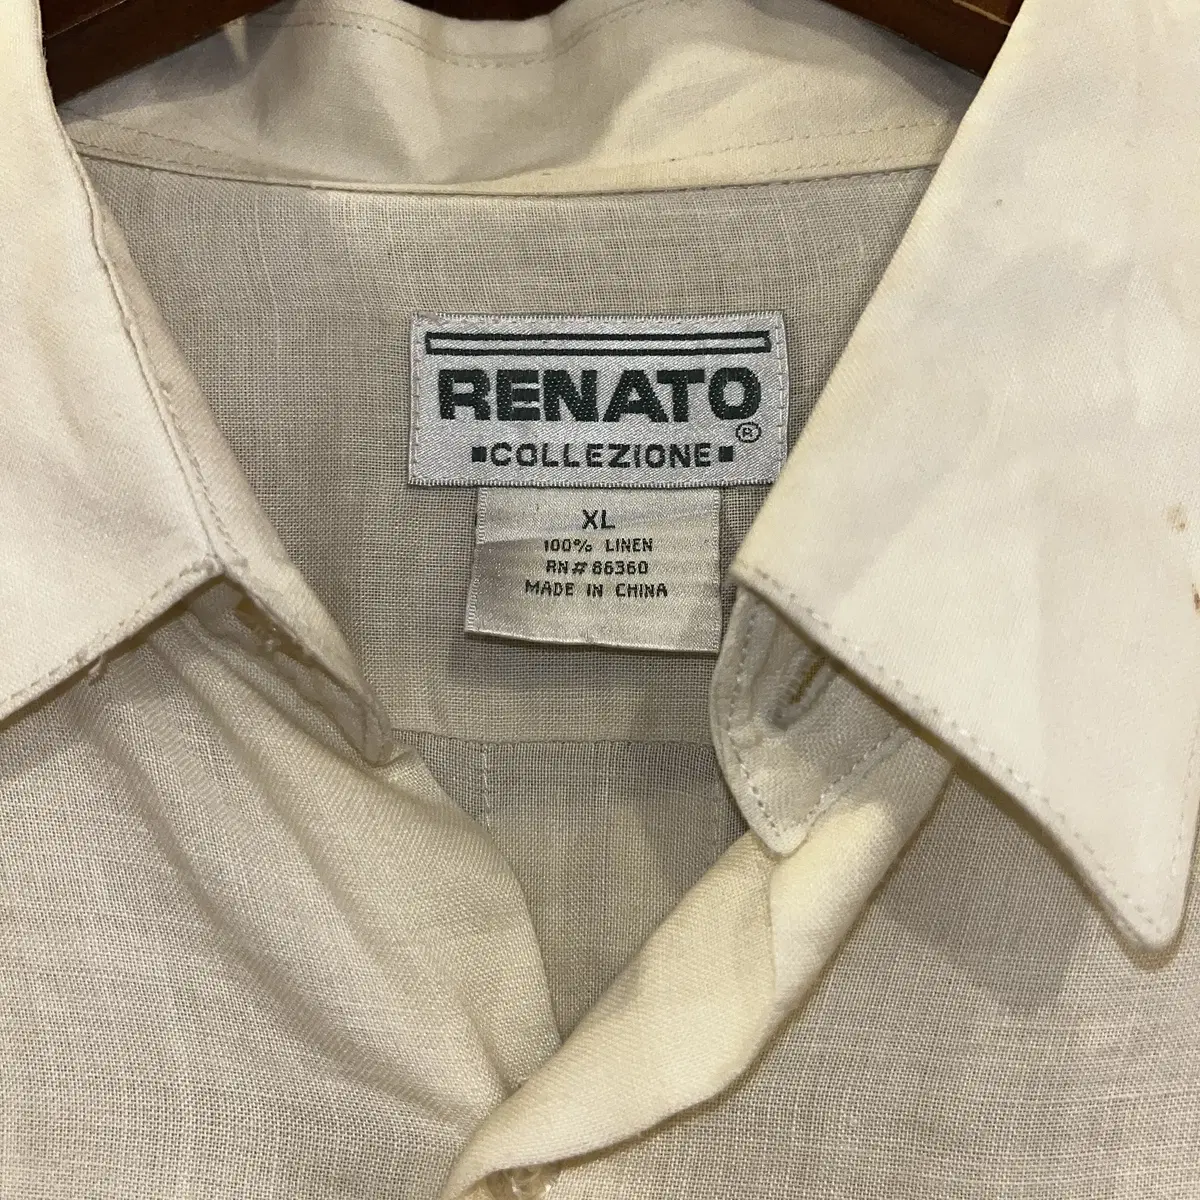 RENATO
®
▪COLLEZIONE▪
XL
100% LINEN
RN#86360
MADE IN CHINA